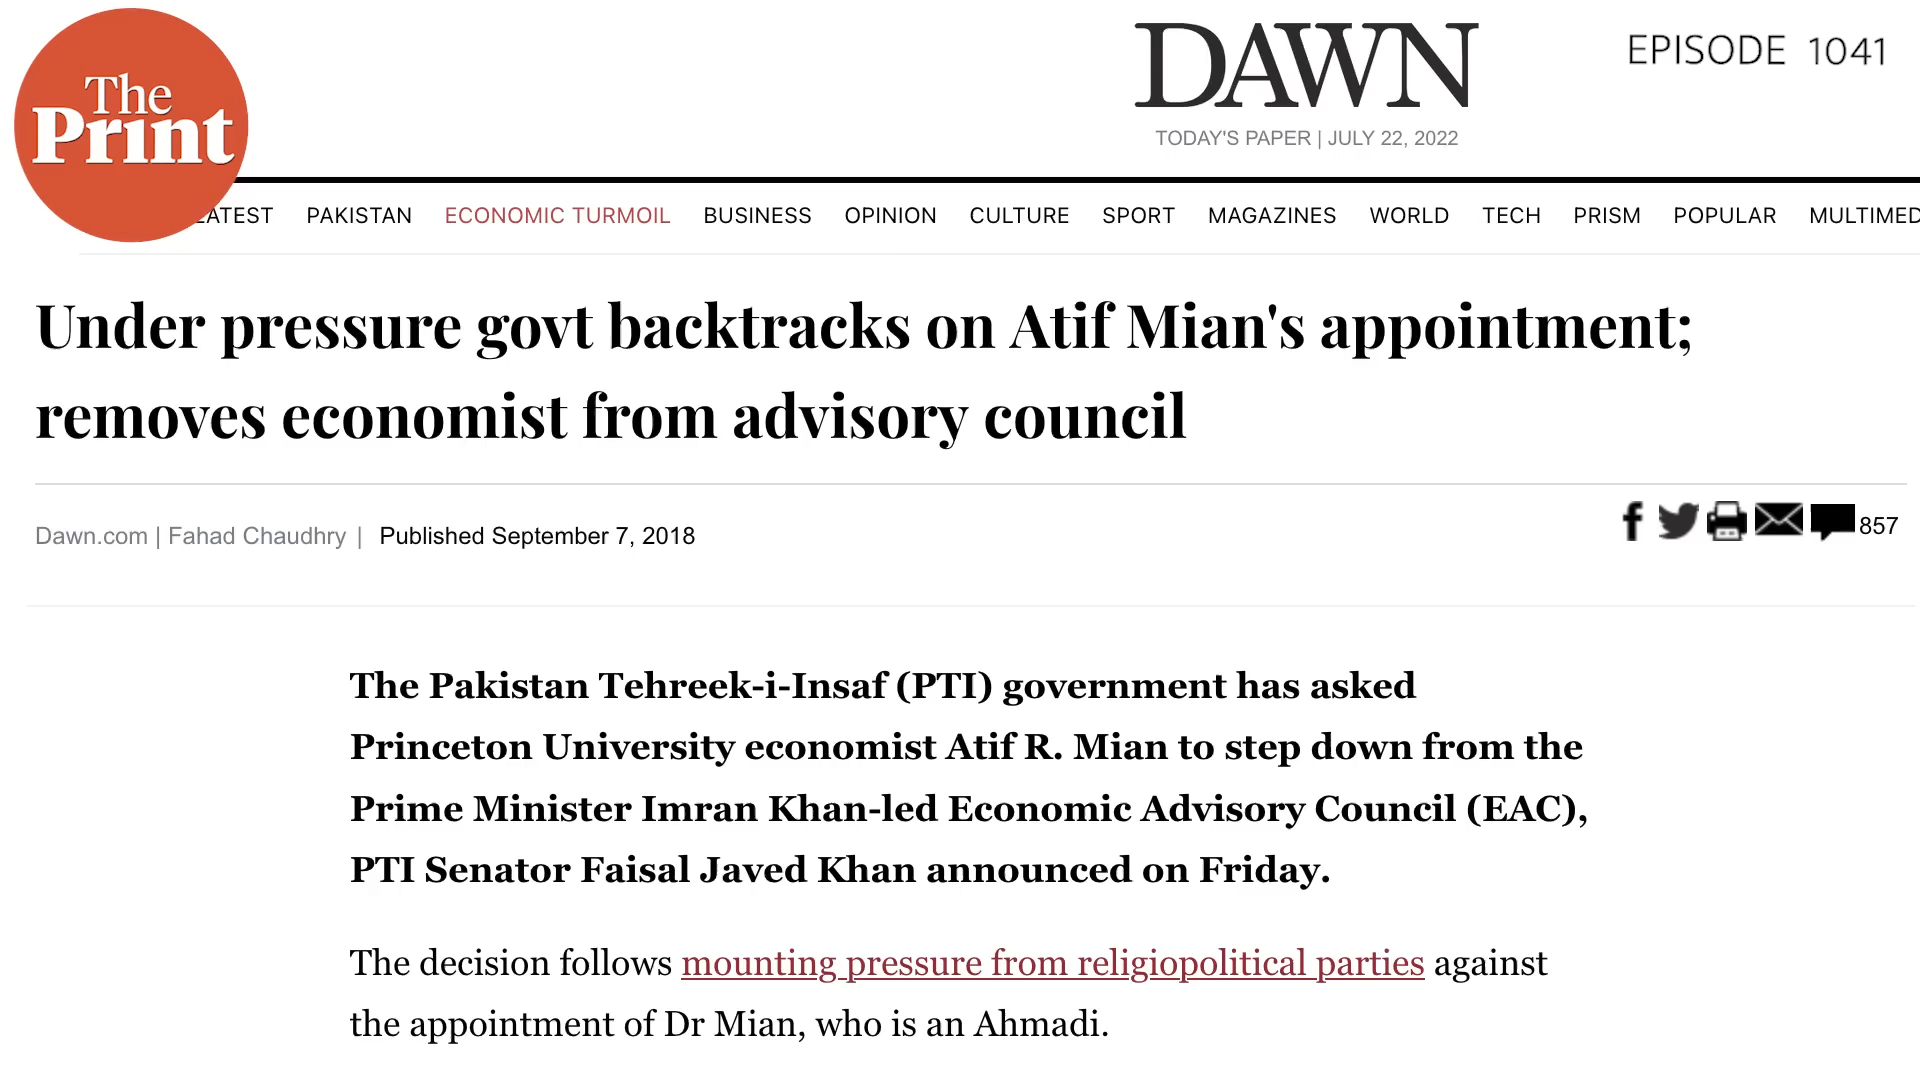 The
Print
DAWN
EPISODE 1041
TODAY'S PAPER | JULY 22, 2022
LATEST PAKISTAN ECONOMIC TURMOIL BUSINESS OPINION CULTURE SPORT MAGAZINES WORLD TECH PRISM POPULAR MULTIMED
Under pressure govt backtracks on Atif Mian's appointment;
removes economist from advisory council
Dawn.com | Fahad Chaudhry | Published September 7, 2018
857
The Pakistan Tehreek-i-Insaf (PTI) government has asked
Princeton University economist Atif R. Mian to step down from the
Prime Minister Imran Khan-led Economic Advisory Council (EAC),
PTI Senator Faisal Javed Khan announced on Friday.
The decision follows mounting pressure from religiopolitical parties against
the appointment of Dr Mian, who is an Ahmadi.